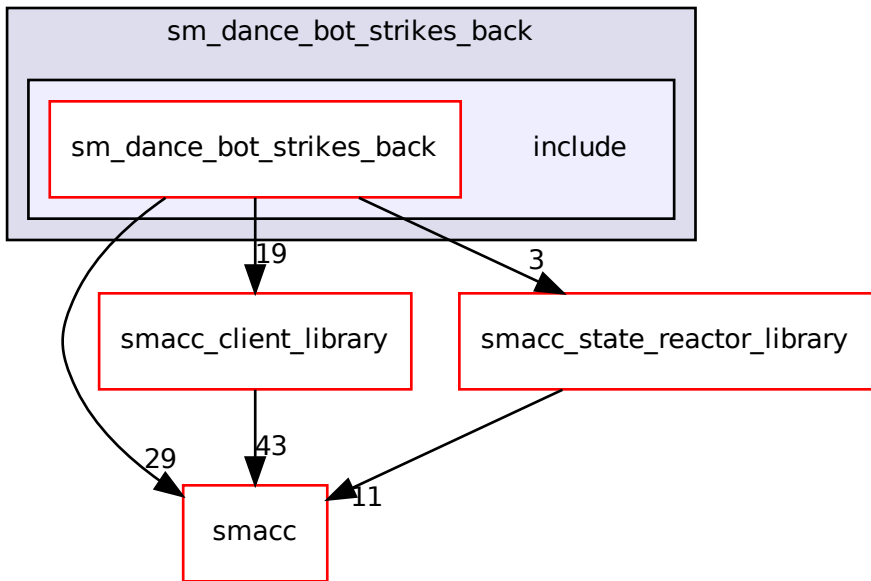 sm_dance_bot_strikes_back
sm_dance_bot_strikes_back
include
19
3
smacc_client_library
smacc_state_reactor_library
29
43
11
smacc